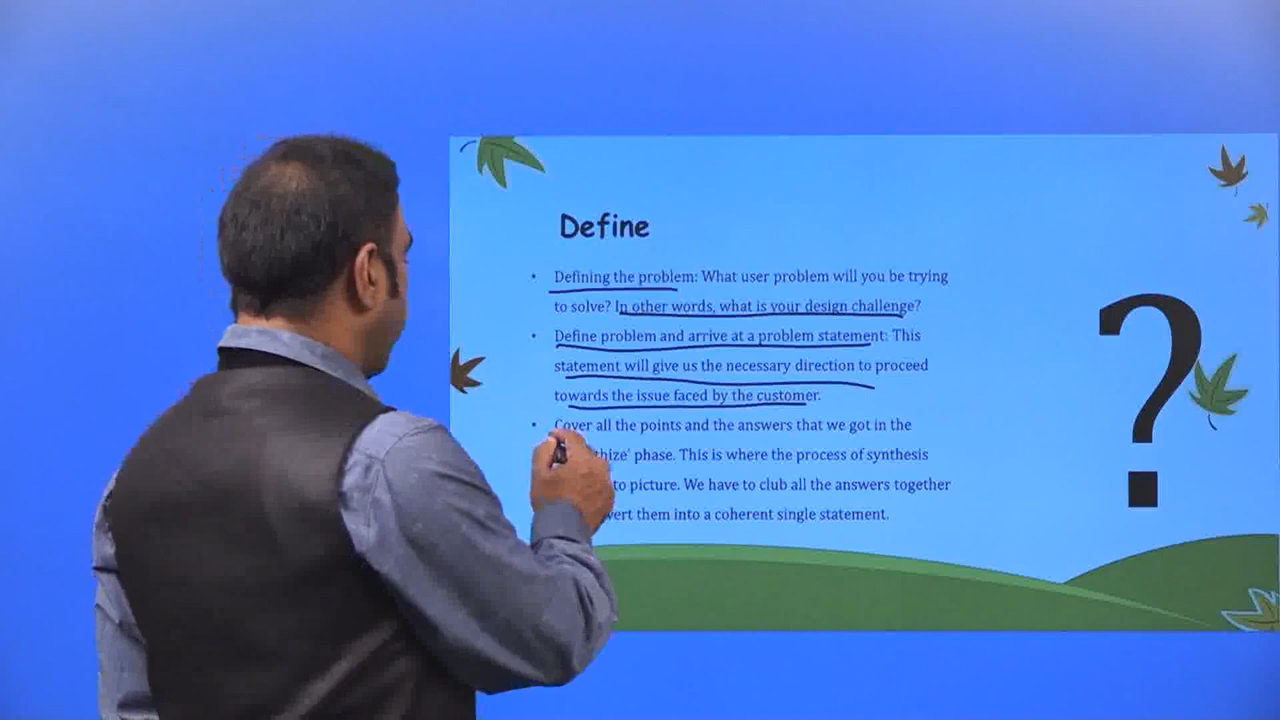 Define
• Defining the problem: What user problem will you be trying
to solve? In other words, what is your design challenge?
• Define problem and arrive at a problem statement: This
statement will give us the necessary direction to proceed
towards the issue faced by the customer.
• Cover all the points and the answers that we got in the
thize' phase. This is where the process of synthesis
to picture. We have to club all the answers together
vert them into a coherent single statement.
?